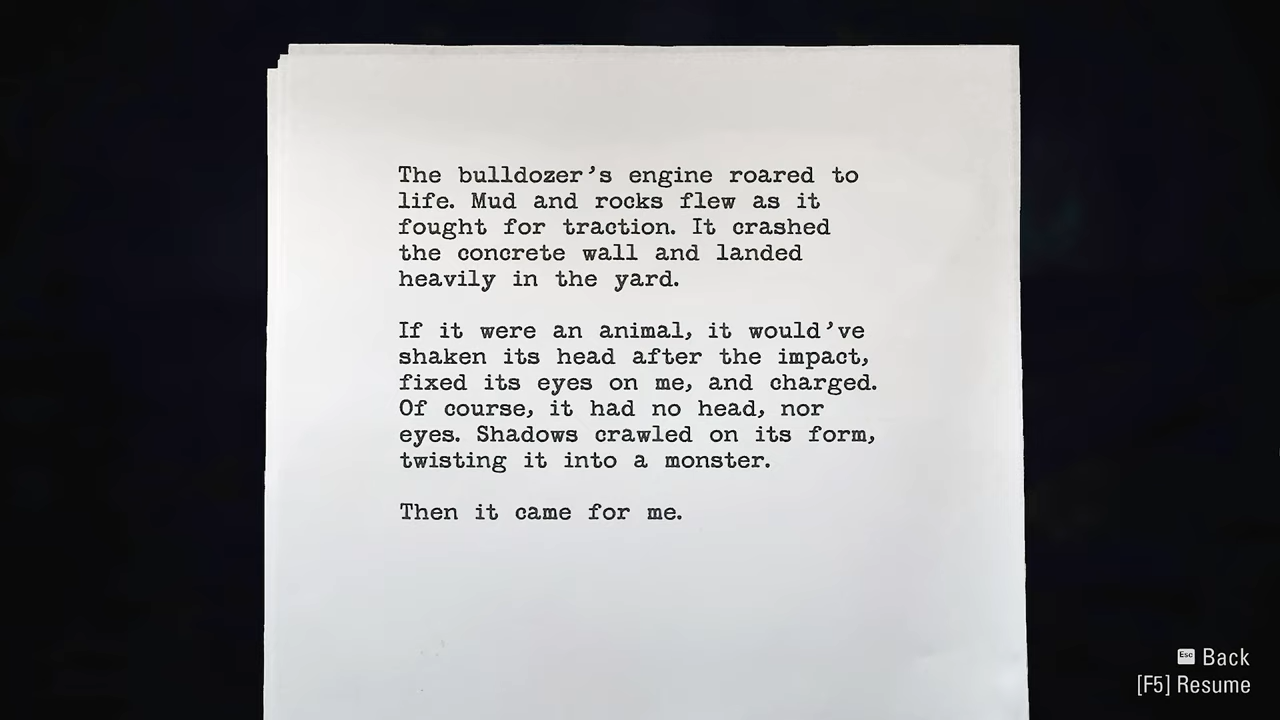 The bulldozer’s engine roared to
life. Mud and rocks flew as it
fought for traction. It crashed
the concrete wall and landed
heavily in the yard.
If it were an animal, it would’ve
shaken its head after the impact,
fixed its eyes on me, and charged.
Of course, it had no head, nor
eyes. Shadows crawled on its form,
twisting it into a monster.
Then it came for me.
Esc Back
[F5] Resume